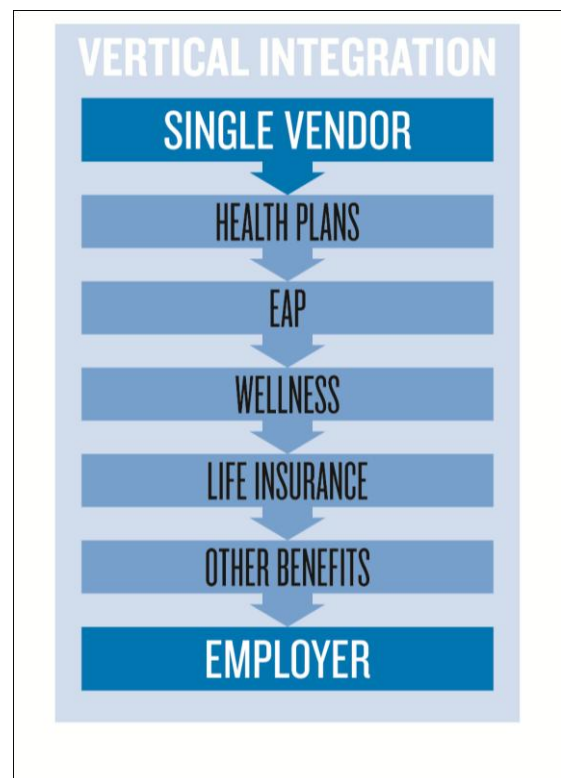 VERTICAL INTEGRATION
SINGLE VENDOR
HEALTH PLANS
EAP
WELLNESS
LIFE INSURANCE
OTHER BENEFITS
EMPLOYER